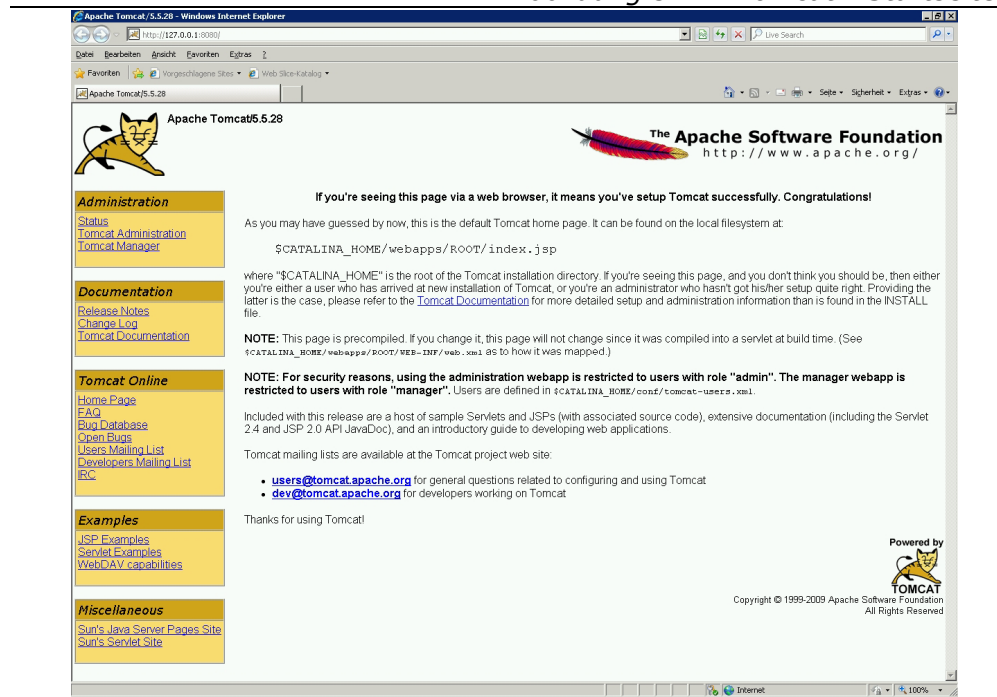 Apache Tomcat/5.5.28 - Windows Internet Explorer
http://127.0.0.1:8080/
Live Search
Datei Bearbeiten Ansicht Favoriten Extras ?
Favoriten Vorgeschlagene Sites Web Slice-Katalog
Apache Tomcat/5.5.28
Seite Sicherheit Extras
Apache Tomcat/5.5.28
The Apache Software Foundation
http://www.apache.org/
Administration
Status
Tomcat Administration
Tomcat Manager
Documentation
Release Notes
Change Log
Tomcat Documentation
Tomcat Online
Home Page
FAQ
Bug Database
Open Bugs
Users Mailing List
Developers Mailing List
IRC
Examples
JSP Examples
Servlet Examples
WebDAV capabilities
Miscellaneous
Sun's Java Server Pages Site
Sun's Servlet Site
If you're seeing this page via a web browser, it means you've setup Tomcat successfully. Congratulations!
As you may have guessed by now, this is the default Tomcat home page. It can be found on the local filesystem at:
$CATALINA_HOME/webapps/ROOT/index.jsp
where "$CATALINA_HOME" is the root of the Tomcat installation directory. If you're seeing this page, and you don't think you should be, then either
you're either a user who has arrived at new installation of Tomcat, or you're an administrator who hasn't got his/her setup quite right. Providing the
latter is the case, please refer to the Tomcat Documentation for more detailed setup and administration information than is found in the INSTALL
file.
NOTE: This page is precompiled. If you change it, this page will not change since it was compiled into a servlet at build time. (See
$CATALINA_HOME/webapps/ROOT/WEB-INF/web.xml as to how it was mapped.)
NOTE: For security reasons, using the administration webapp is restricted to users with role "admin". The manager webapp is
restricted to users with role "manager". Users are defined in $CATALINA_HOME/conf/tomcat-users.xml.
Included with this release are a host of sample Servlets and JSPs (with associated source code), extensive documentation (including the Servlet
2.4 and JSP 2.0 API JavaDoc), and an introductory guide to developing web applications.
Tomcat mailing lists are available at the Tomcat project web site:
• users@tomcat.apache.org for general questions related to configuring and using Tomcat
• dev@tomcat.apache.org for developers working on Tomcat
Thanks for using Tomcat!
Powered by
TOMCAT
Copyright © 1999-2009 Apache Software Foundation
All Rights Reserved
Internet
100%